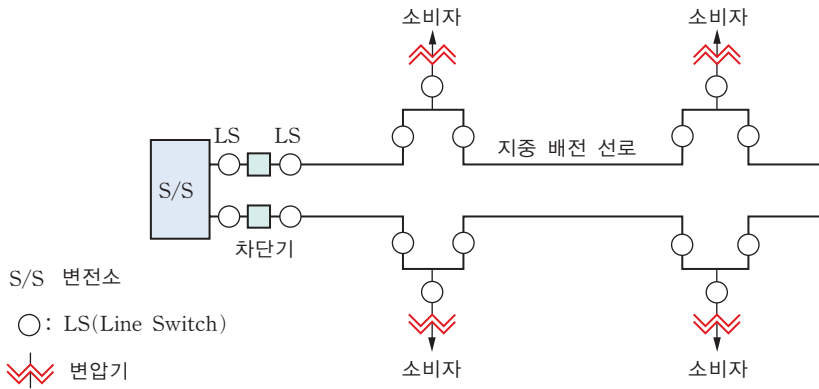 소비자 소비자
LS LS
지중 배전 선로
S/S
차단기
S/S 변전소
: LS(Line Switch)
변압기
소비자 소비자